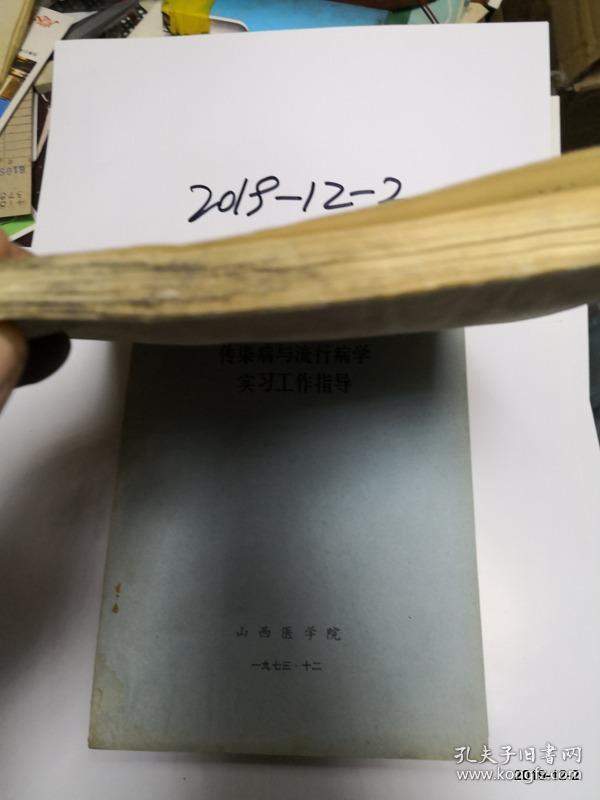 2019-12-2
传染病与流行病学
实习工作指导
山西医学院
一九七三·十二
孔夫子旧书网
www.kongfz.com
2019-12-2